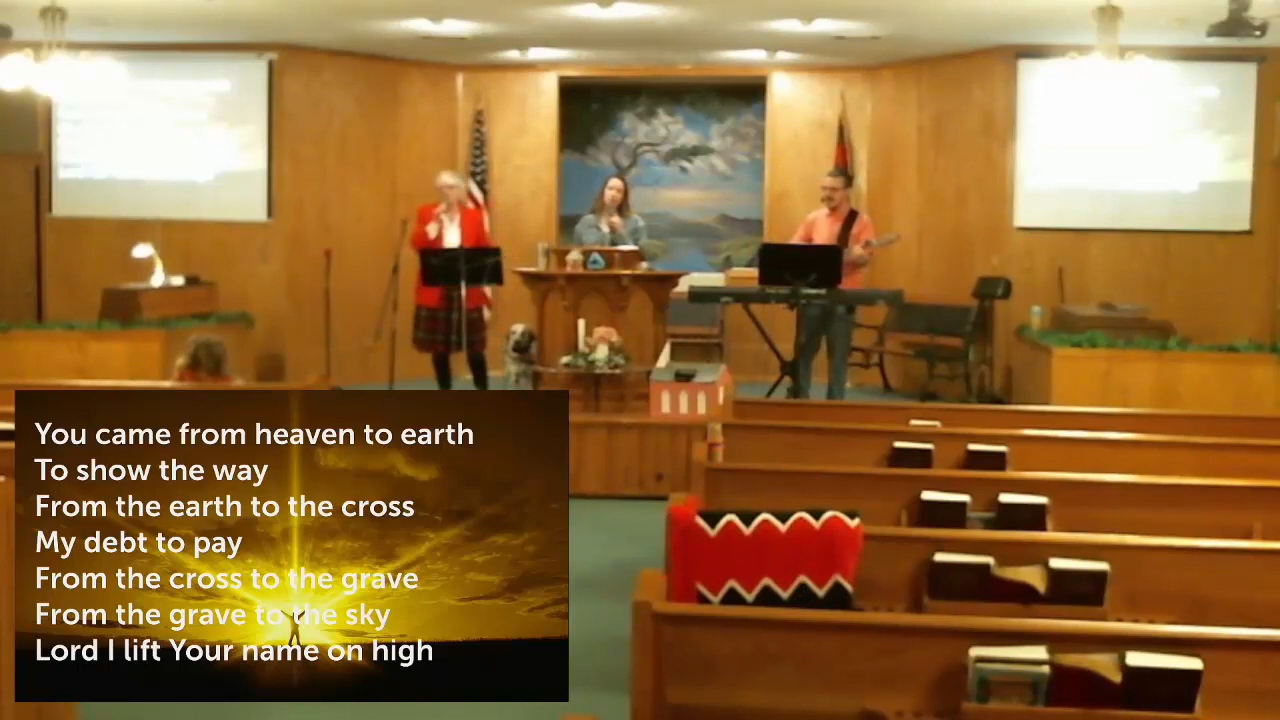 You came from heaven to earth
To show the way
From the earth to the cross
My debt to pay
From the cross to the grave
From the grave to the sky
Lord I lift Your name on high